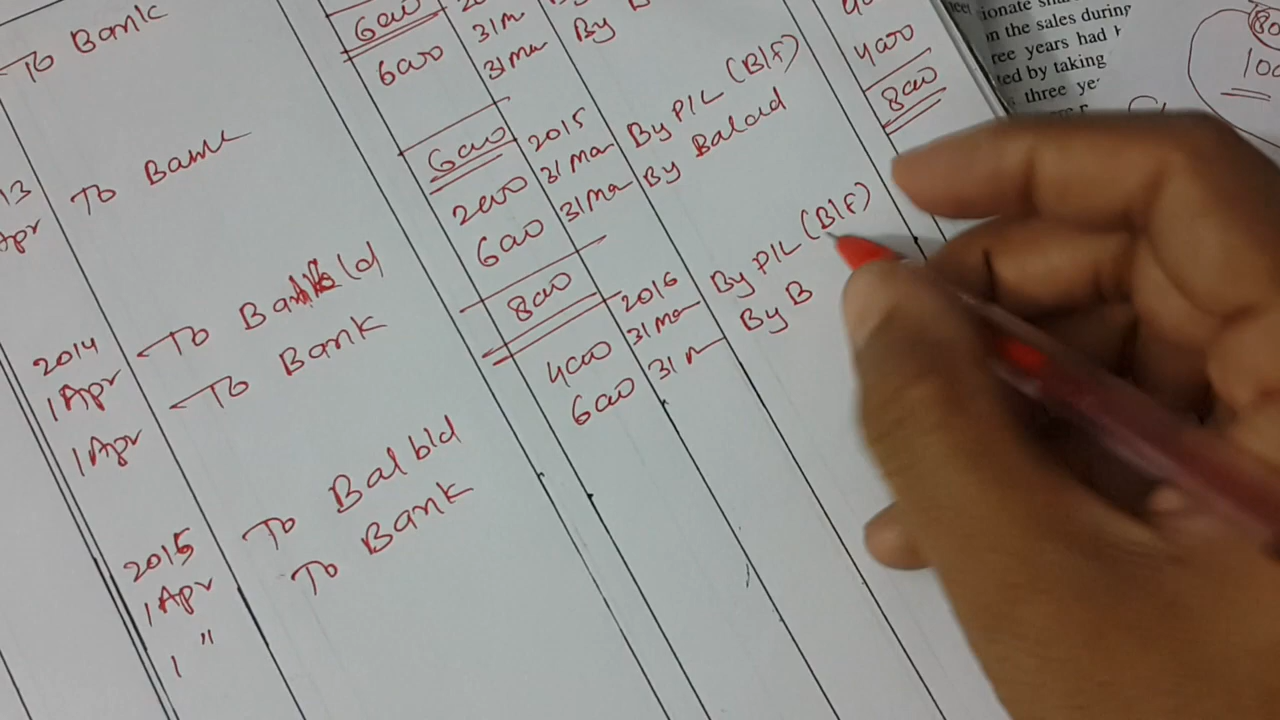 To Bank
6000
6000
31 M
31 Mar
By
4000
8000
13
Apr
To Bank
6000
2015
2000
31 Mar
By P/L (B/F)
6000
31 Mar
By Balcd
8000
2014
1 Apr
To Bal b/d
1 Apr
To Bank
2016
4000
31 Mar
By P/L (B/F)
6000
31 M
By B
2015
1 Apr
To Bal b/d
1 "
To Bank
ionate
n the sales during
ree years had
ted by taking
three ye